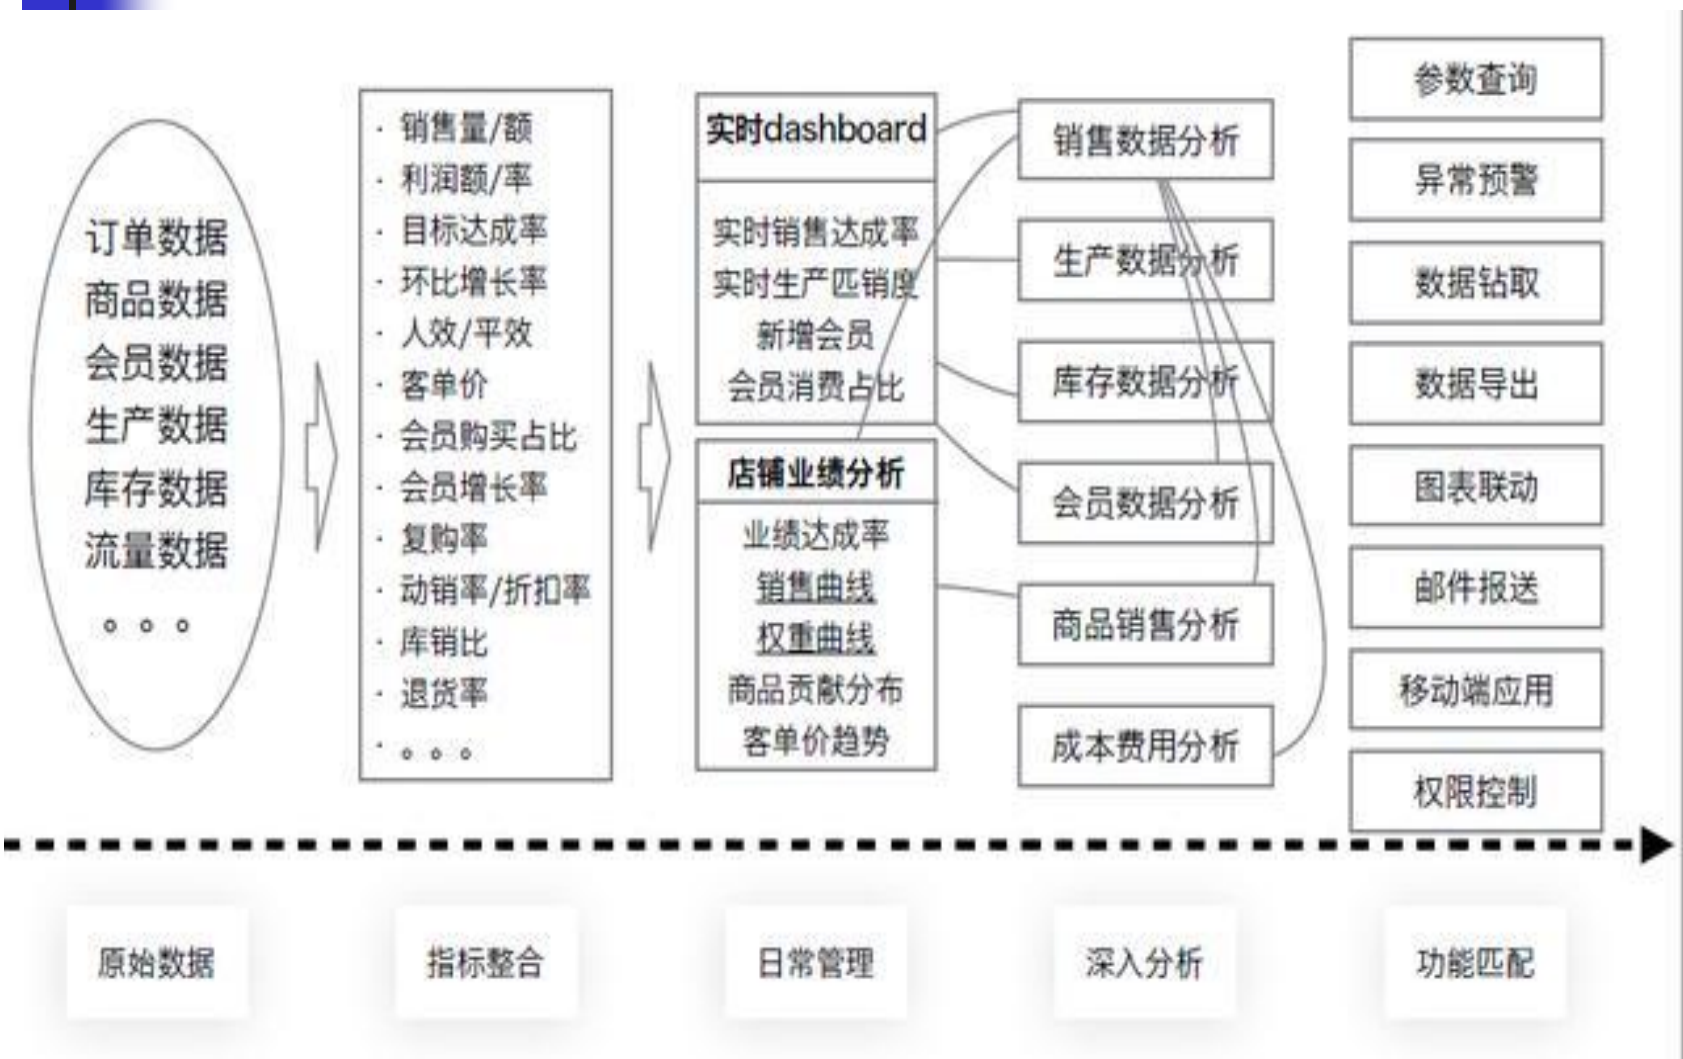 订单数据
商品数据
会员数据
生产数据
库存数据
流量数据
。。。
· 销售量/额
· 利润额/率
· 目标达成率
· 环比增长率
· 人效/平效
· 客单价
· 会员购买占比
· 会员增长率
· 复购率
· 动销率/折扣率
· 库销比
· 退货率
· 。。。
实时dashboard
实时销售达成率
实时生产匹销度
新增会员
会员消费占比
店铺业绩分析
业绩达成率
销售曲线
权重曲线
商品贡献分布
客单价趋势
销售数据分析
生产数据分析
库存数据分析
会员数据分析
商品销售分析
成本费用分析
参数查询
异常预警
数据钻取
数据导出
图表联动
邮件报送
移动端应用
权限控制
原始数据
指标整合
日常管理
深入分析
功能匹配